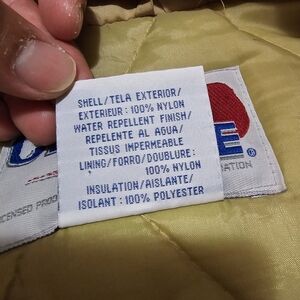 SHELL/TELA EXTERIOR/
EXTERIEUR: 100% NYLON
WATER REPELLENT FINISH/
REPELENTE AL AGUA/
TISSUS IMPERMEABLE
LINING/FORRO/DOUBLURE:
100% NYLON
INSULATION/AISLANTE/
ISOLANT: 100% POLYESTER
E®